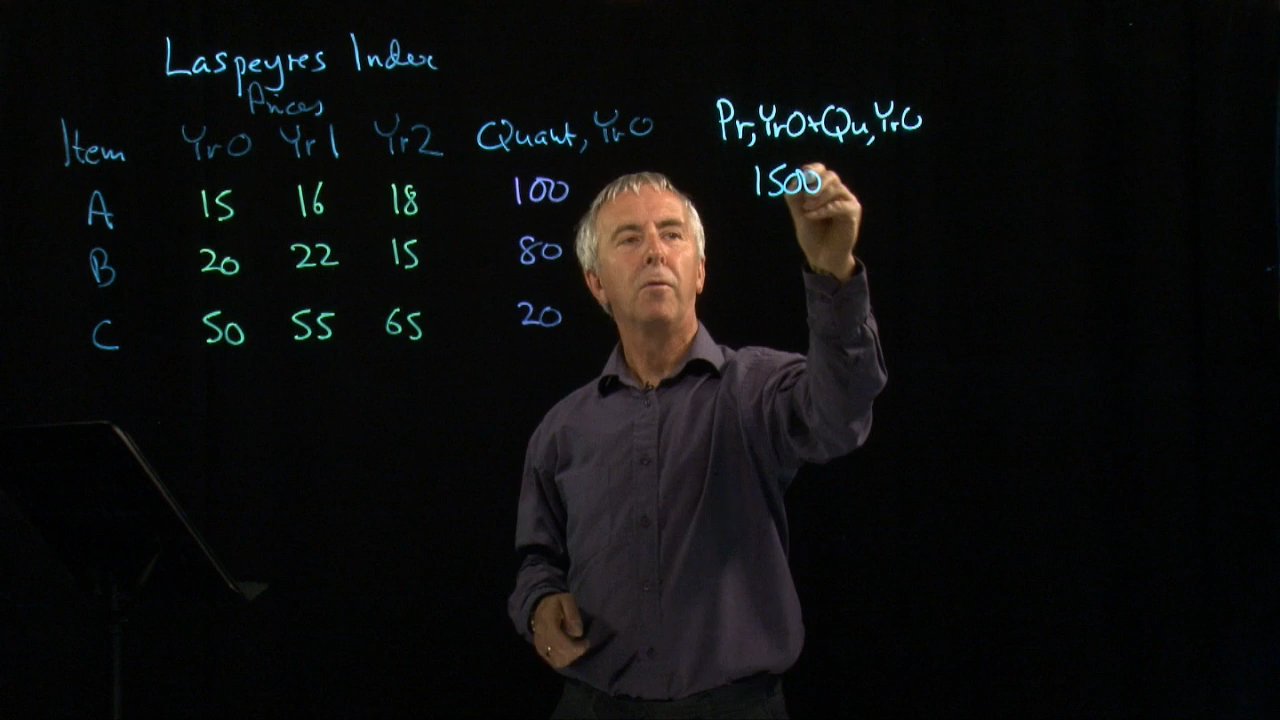 Laspeyres Index
Prices
Item Yr0 Yr1 Yr2 Quant, Yr0 Pr,Yr0*Qu,Yr0
A 15 16 18 100 1500
B 20 22 15 80
C 50 55 65 20